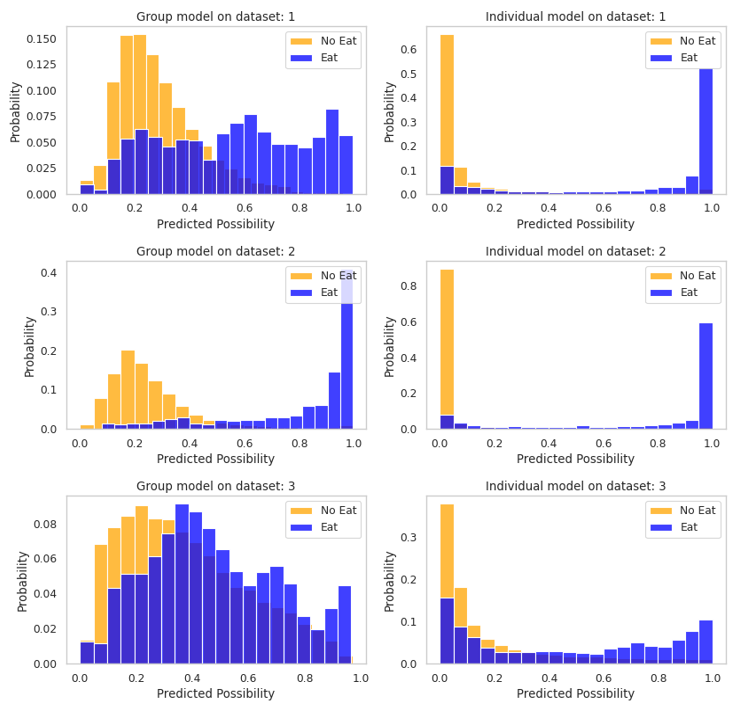 Group model on dataset: 1
Probability
0.150
0.125
0.100
0.075
0.050
0.025
0.000
No Eat
Eat
0.0 0.2 0.4 0.6 0.8 1.0
Predicted Possibility
Individual model on dataset: 1
Probability
0.6
0.5
0.4
0.3
0.2
0.1
0.0
No Eat
Eat
0.0 0.2 0.4 0.6 0.8 1.0
Predicted Possibility
Group model on dataset: 2
Probability
0.4
0.3
0.2
0.1
0.0
No Eat
Eat
0.0 0.2 0.4 0.6 0.8 1.0
Predicted Possibility
Individual model on dataset: 2
Probability
0.8
0.6
0.4
0.2
0.0
No Eat
Eat
0.0 0.2 0.4 0.6 0.8 1.0
Predicted Possibility
Group model on dataset: 3
Probability
0.08
0.06
0.04
0.02
0.00
No Eat
Eat
0.0 0.2 0.4 0.6 0.8 1.0
Predicted Possibility
Individual model on dataset: 3
Probability
0.3
0.2
0.1
0.0
No Eat
Eat
0.0 0.2 0.4 0.6 0.8 1.0
Predicted Possibility